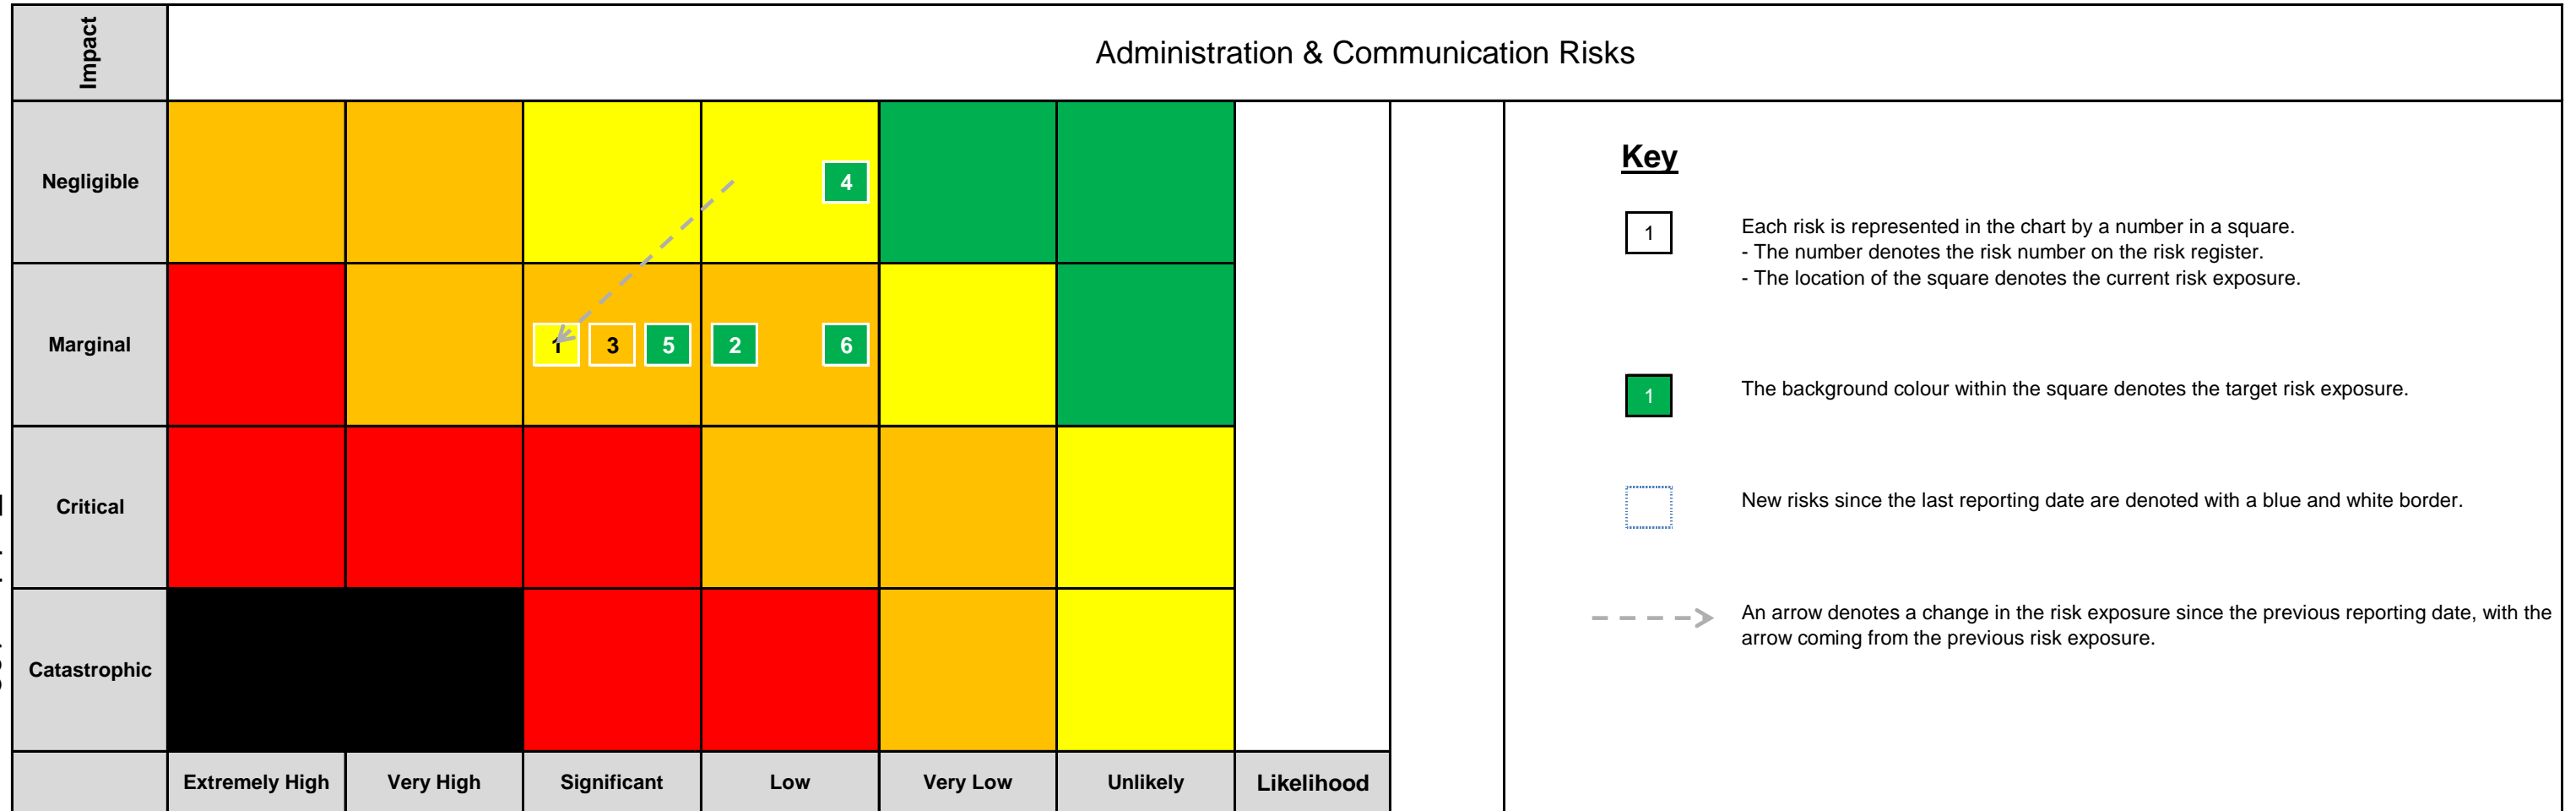 Impact
Administration & Communication Risks
Negligible
4
Marginal
1 3 5 2 6
Critical
Catastrophic
Extremely High Very High Significant Low Very Low Unlikely Likelihood
Key
1
Each risk is represented in the chart by a number in a square.
- The number denotes the risk number on the risk register.
- The location of the square denotes the current risk exposure.
1
The background colour within the square denotes the target risk exposure.
New risks since the last reporting date are denoted with a blue and white border.
An arrow denotes a change in the risk exposure since the previous reporting date, with the
arrow coming from the previous risk exposure.